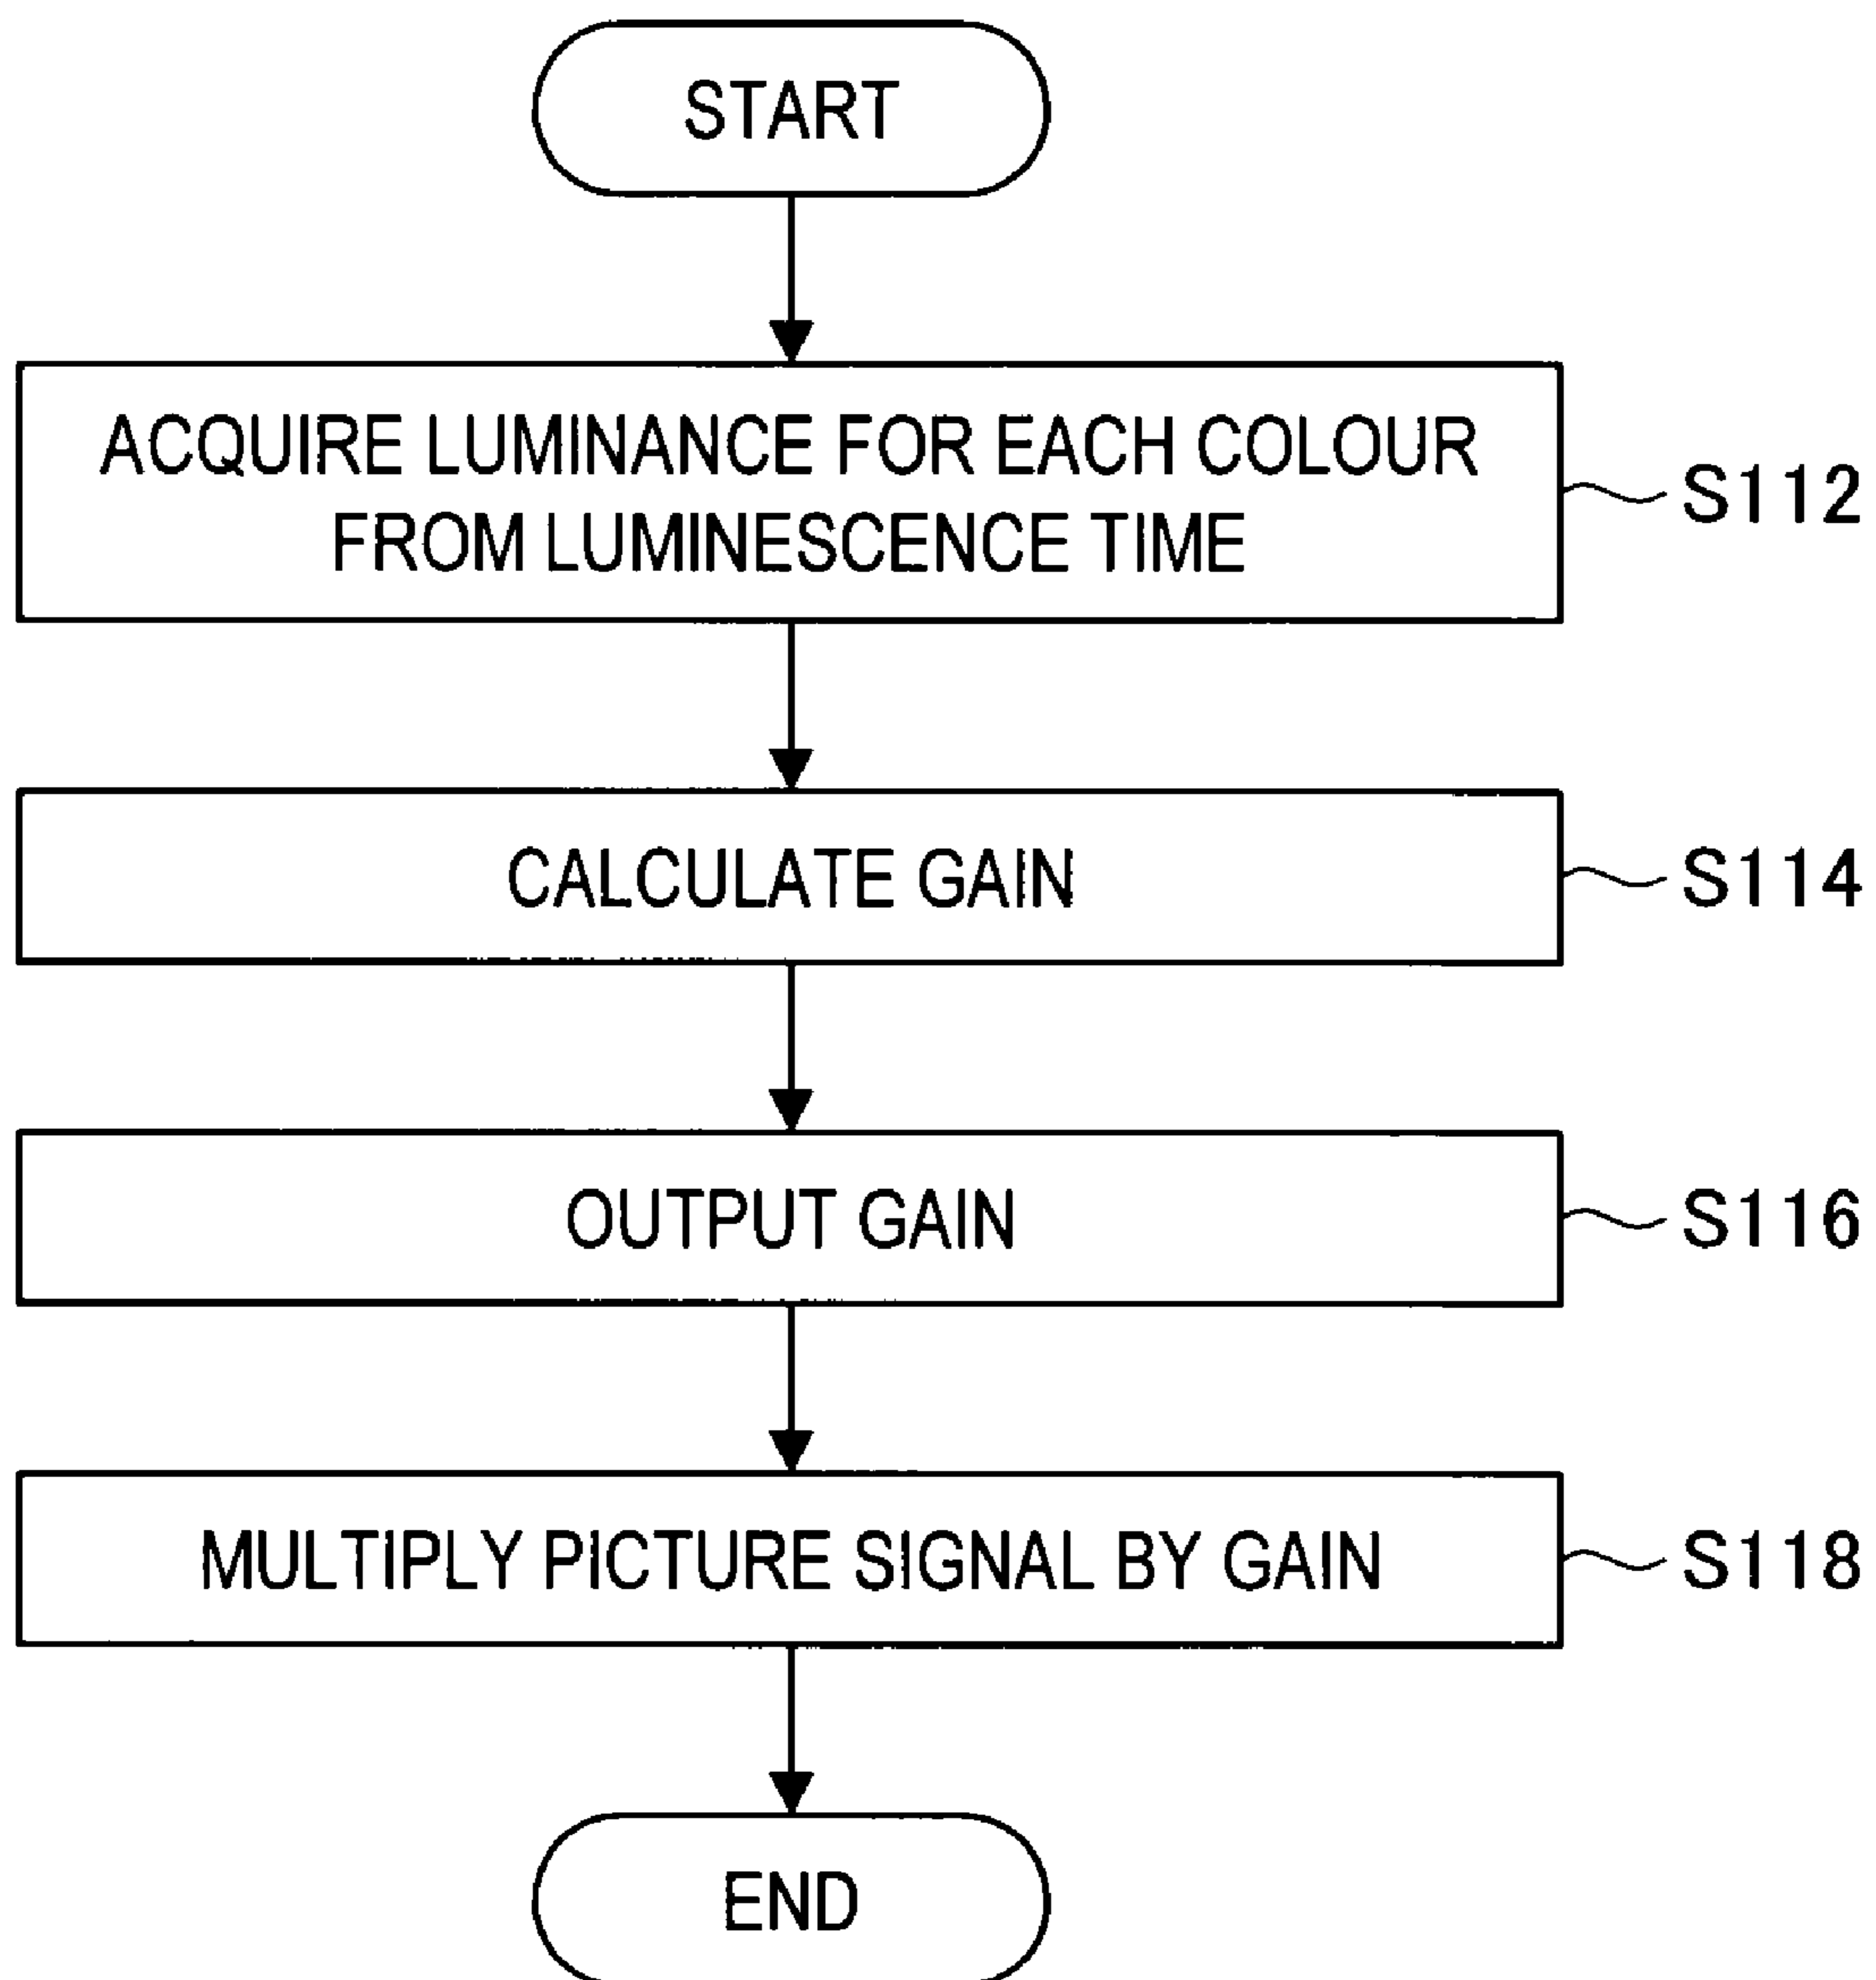 START
ACQUIRE LUMINANCE FOR EACH COLOUR
FROM LUMINESCENCE TIME
S112
CALCULATE GAIN
S114
OUTPUT GAIN
S116
MULTIPLY PICTURE SIGNAL BY GAIN
S118
END